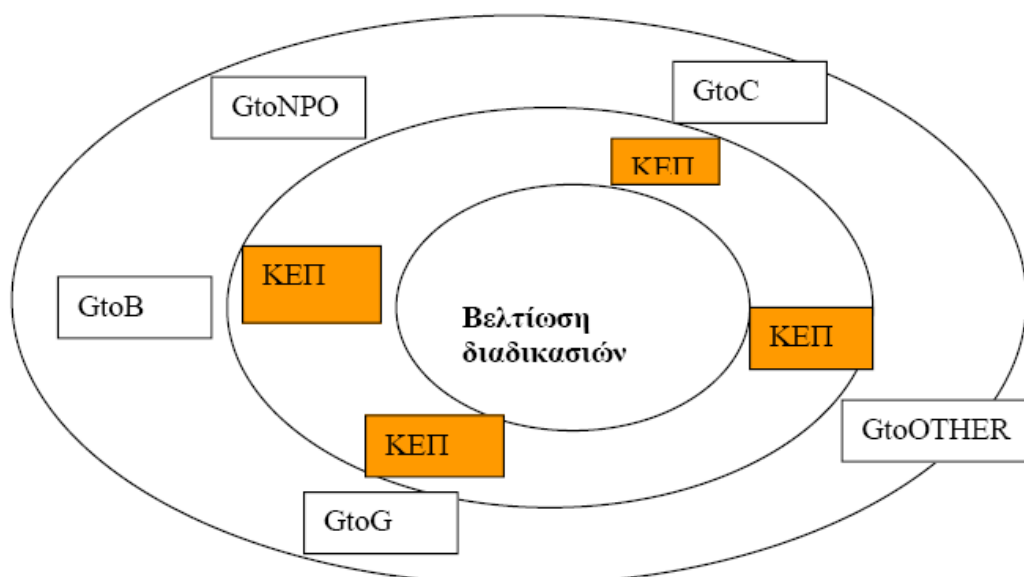 GtoNPO
GtoC
ΚΕΠ
ΚΕΠ
GtoB
Βελτίωση
διαδικασιών
ΚΕΠ
ΚΕΠ
GtoOTHER
GtoG